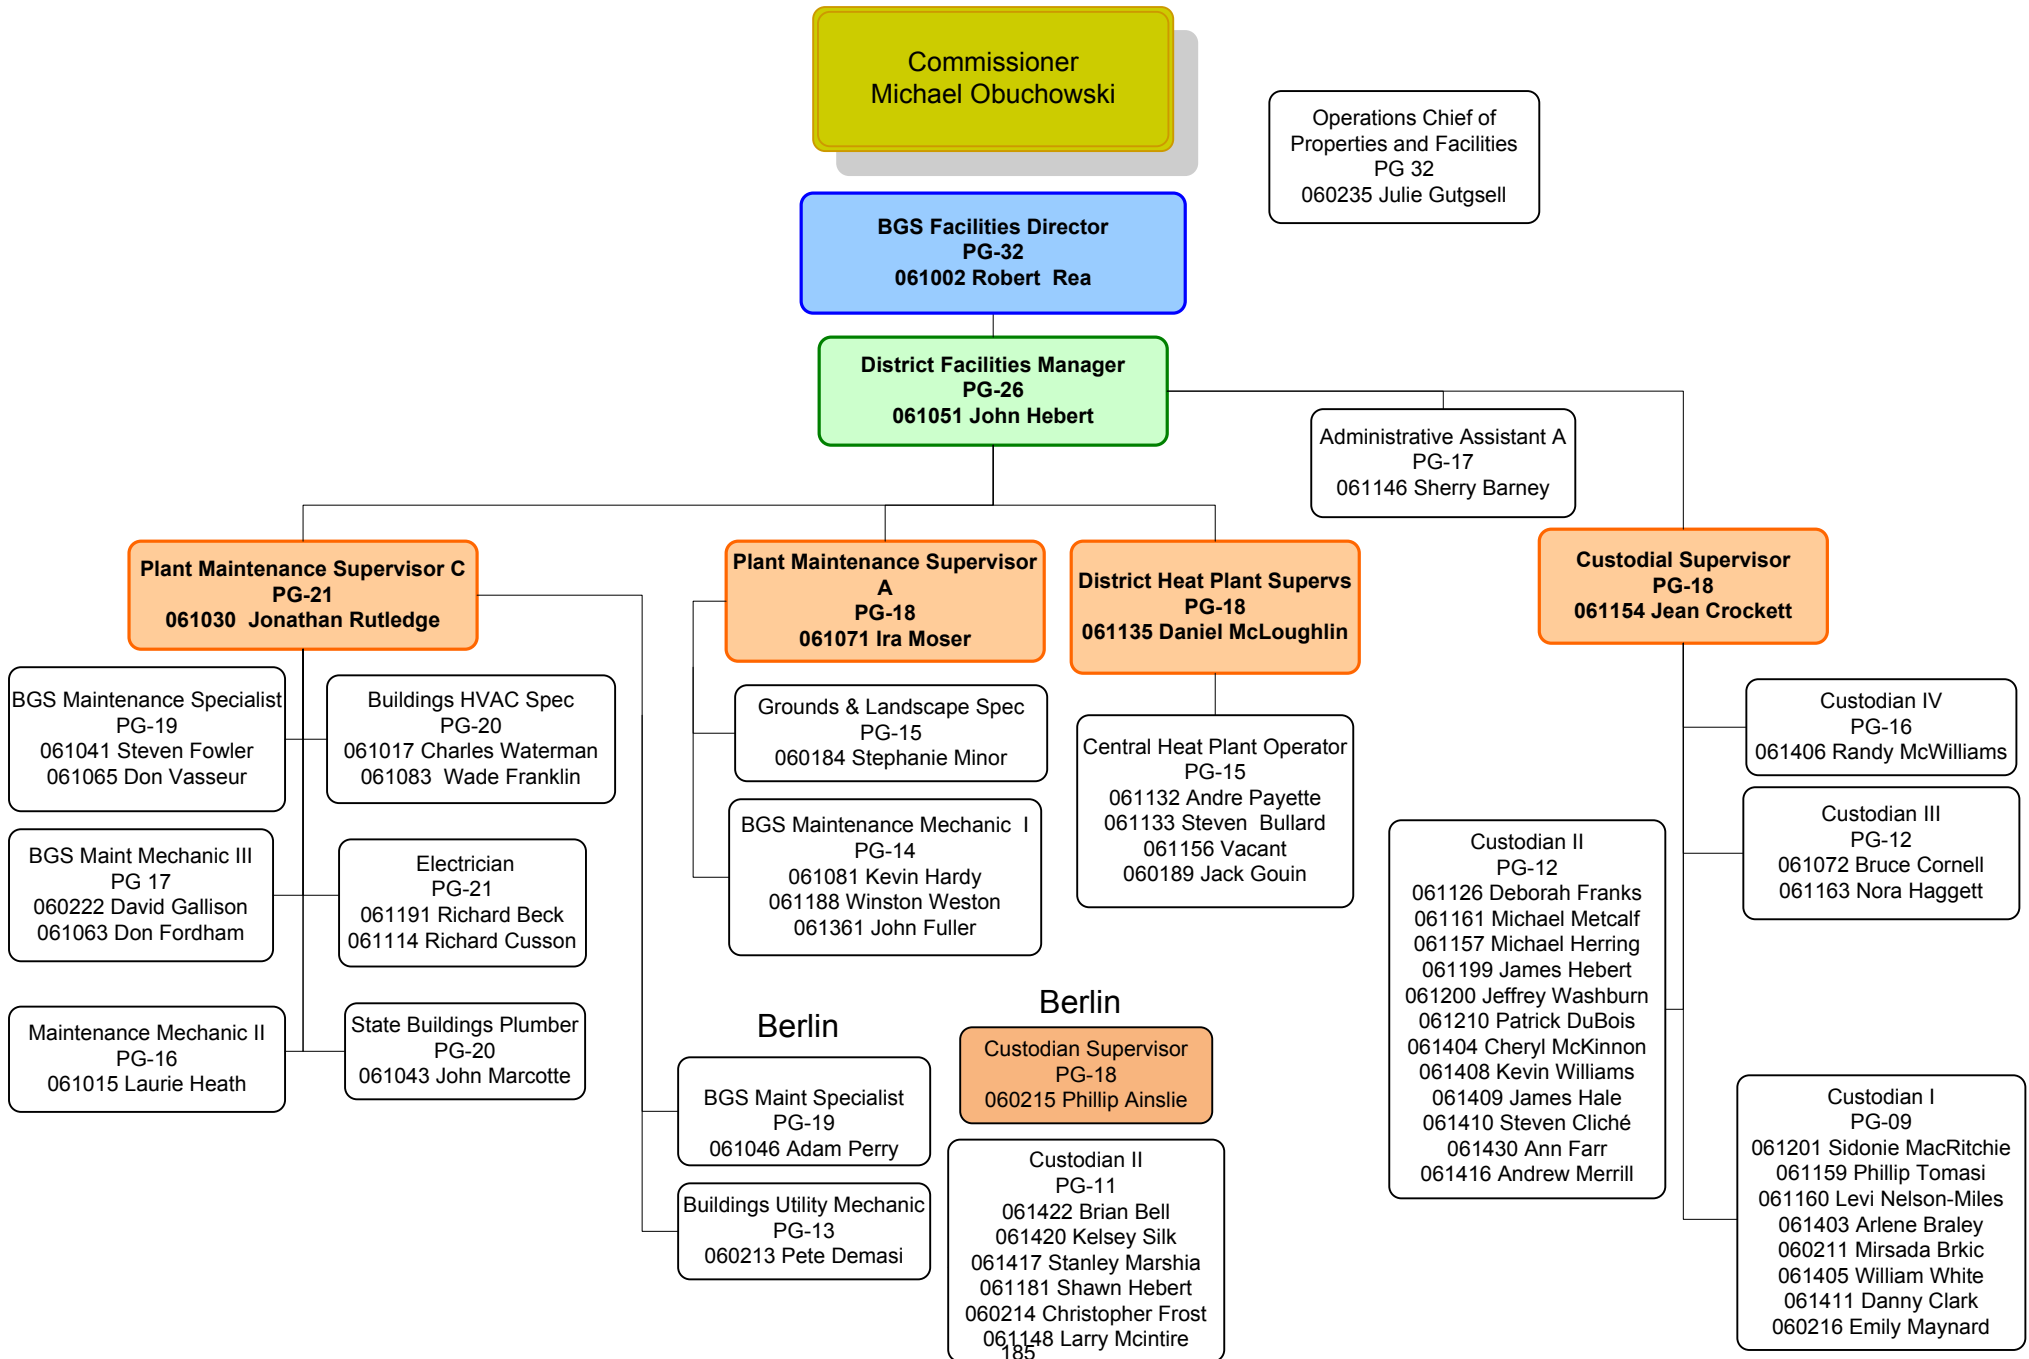 Commissioner
Michael Obuchowski
Operations Chief of
Properties and Facilities
PG 32
060235 Julie Gutgsell
BGS Facilities Director
PG-32
061002 Robert  Rea
District Facilities Manager
PG-26
061051 John Hebert
Administrative Assistant A
PG-17
061146 Sherry Barney
Plant Maintenance Supervisor C
PG-21
061030  Jonathan Rutledge
Plant Maintenance Supervisor
A
PG-18
061071 Ira Moser
District Heat Plant Supervs
PG-18
061135 Daniel McLoughlin
Custodial Supervisor
PG-18
061154 Jean Crockett
BGS Maintenance Specialist
PG-19
061041 Steven Fowler
061065 Don Vasseur
Buildings HVAC Spec
PG-20
061017 Charles Waterman
061083  Wade Franklin
BGS Maint Mechanic III
PG 17
060222 David Gallison
061063 Don Fordham
Electrician
PG-21
061191 Richard Beck
061114 Richard Cusson
Maintenance Mechanic II
PG-16
061015 Laurie Heath
State Buildings Plumber
PG-20
061043 John Marcotte
Grounds & Landscape Spec
PG-15
060184 Stephanie Minor
BGS Maintenance Mechanic  I
PG-14
061081 Kevin Hardy
061188 Winston Weston
061361 John Fuller
Central Heat Plant Operator
PG-15
061132 Andre Payette
061133 Steven  Bullard
061156 Vacant
060189 Jack Gouin
Custodian IV
PG-16
061406 Randy McWilliams
Custodian III
PG-12
061072 Bruce Cornell
061163 Nora Haggett
Custodian II
PG-12
061126 Deborah Franks
061161 Michael Metcalf
061157 Michael Herring
061199 James Hebert
061200 Jeffrey Washburn
061210 Patrick DuBois
061404 Cheryl McKinnon
061408 Kevin Williams
061409 James Hale
061410 Steven Cliché
061430 Ann Farr
061416 Andrew Merrill
Custodian I
PG-09
061201 Sidonie MacRitchie
061159 Phillip Tomasi
061160 Levi Nelson-Miles
061403 Arlene Braley
060211 Mirsada Brkic
061405 William White
061411 Danny Clark
060216 Emily Maynard
Berlin
BGS Maint Specialist
PG-19
061046 Adam Perry
Buildings Utility Mechanic
PG-13
060213 Pete Demasi
Berlin
Custodian Supervisor
PG-18
060215 Phillip Ainslie
Custodian II
PG-11
061422 Brian Bell
061420 Kelsey Silk
061417 Stanley Marshia
061181 Shawn Hebert
060214 Christopher Frost
061148 Larry Mcintire
185